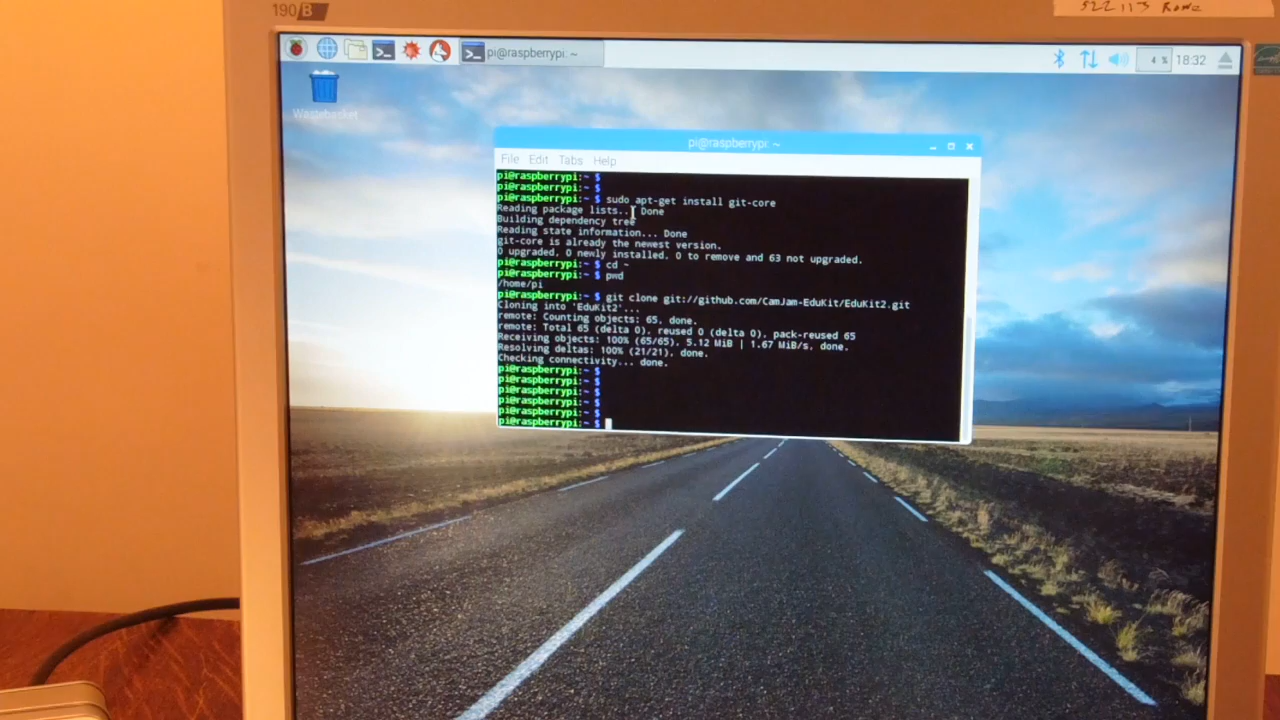 190 B
pi@raspberrypi: ~
4 %
18:32
Wastebasket
pi@raspberrypi: ~
File Edit Tabs Help
pi@raspberrypi:~ $
pi@raspberrypi:~ $
pi@raspberrypi:~ $ sudo apt-get install git-core
Reading package lists... Done
Building dependency tree
Reading state information... Done
git-core is already the newest version.
0 upgraded, 0 newly installed, 0 to remove and 63 not upgraded.
pi@raspberrypi:~ $ cd ~
pi@raspberrypi:~ $ pwd
/home/pi
pi@raspberrypi:~ $ git clone git://github.com/CamJam-EduKit/EduKit2.git
Cloning into 'EduKit2'...
remote: Counting objects: 65, done.
remote: Total 65 (delta 0), reused 0 (delta 0), pack-reused 65
Receiving objects: 100% (65/65), 5.12 MiB | 1.67 MiB/s, done.
Resolving deltas: 100% (21/21), done.
Checking connectivity... done.
pi@raspberrypi:~ $
pi@raspberrypi:~ $
pi@raspberrypi:~ $
pi@raspberrypi:~ $
pi@raspberrypi:~ $
pi@raspberrypi:~ $